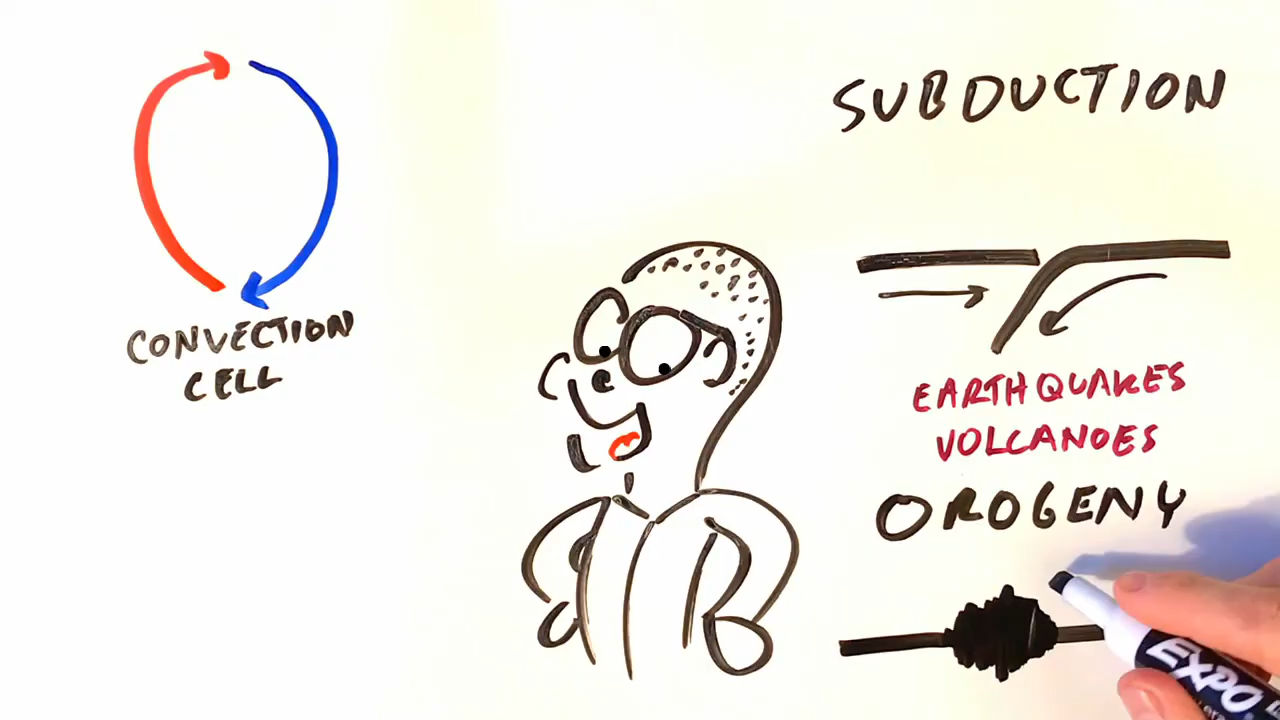 CONVECTION
CELL
SUBDUCTION
EARTHQUAKES
VOLCANOES
OROGENY
EXPO